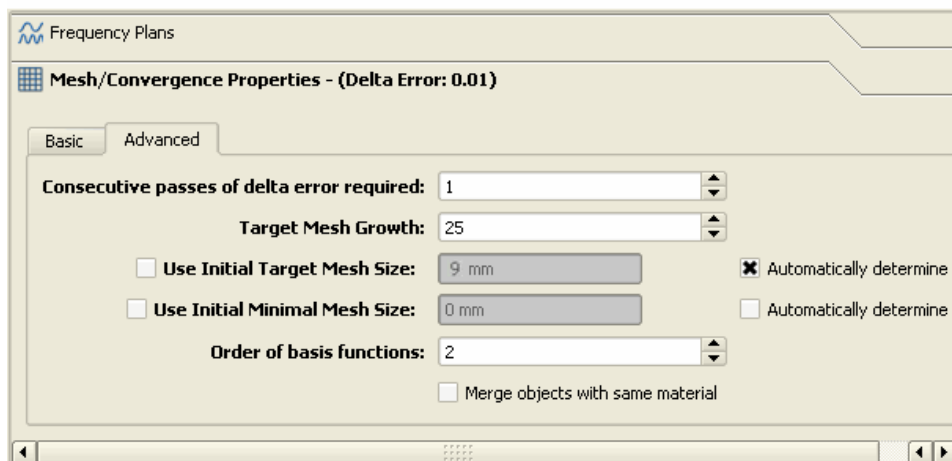 Frequency Plans
Mesh/Convergence Properties - (Delta Error: 0.01)
Basic Advanced
Consecutive passes of delta error required: 1
Target Mesh Growth: 25
Use Initial Target Mesh Size: 9 mm Automatically determine
Use Initial Minimal Mesh Size: 0 mm Automatically determine
Order of basis functions: 2
Merge objects with same material